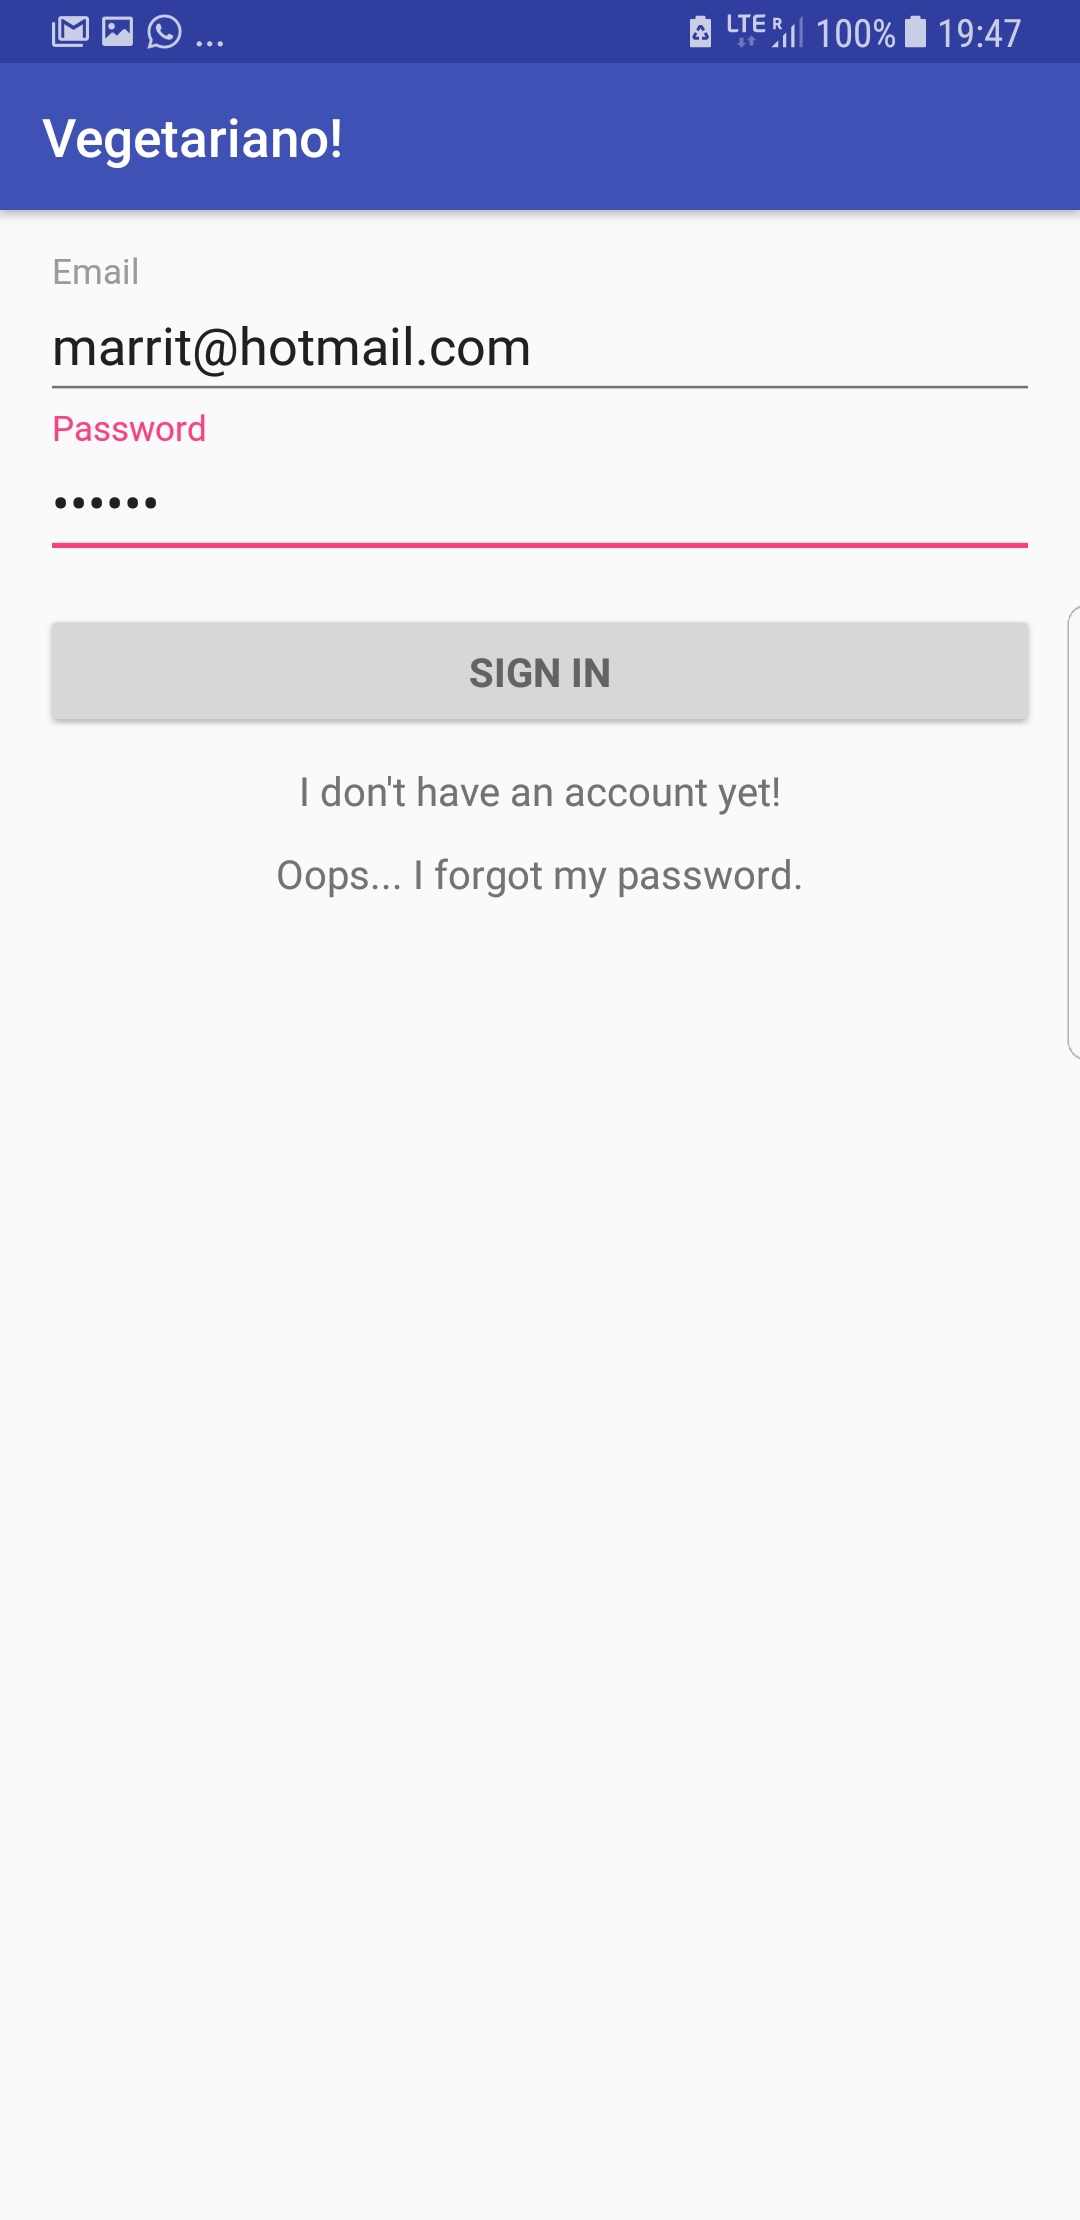 ... LTE R 100% 19:47
Vegetariano!
Email
marrit@hotmail.com
Password
••••••
SIGN IN
I don't have an account yet!
Oops... I forgot my password.